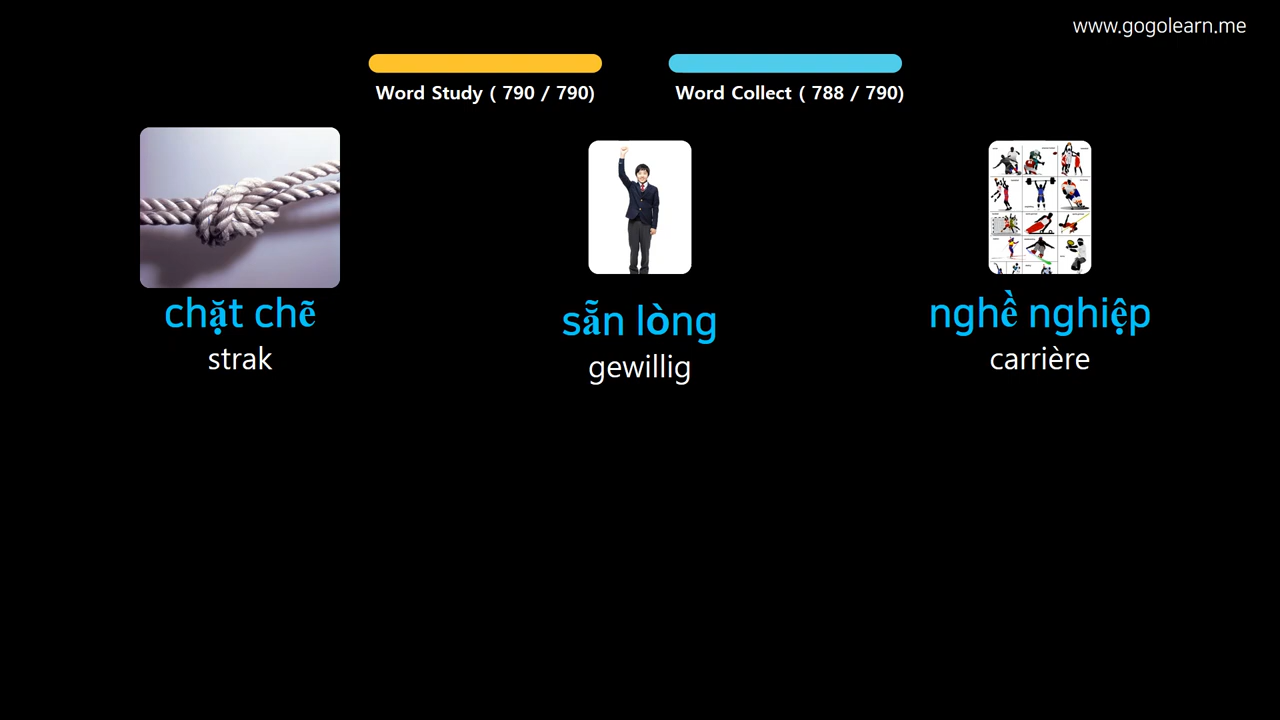 www.gogolearn.me
Word Study ( 790 / 790)
Word Collect ( 788 / 790)
chặt chẽ
strak
sẵn lòng
gewillig
nghề nghiệp
carrière